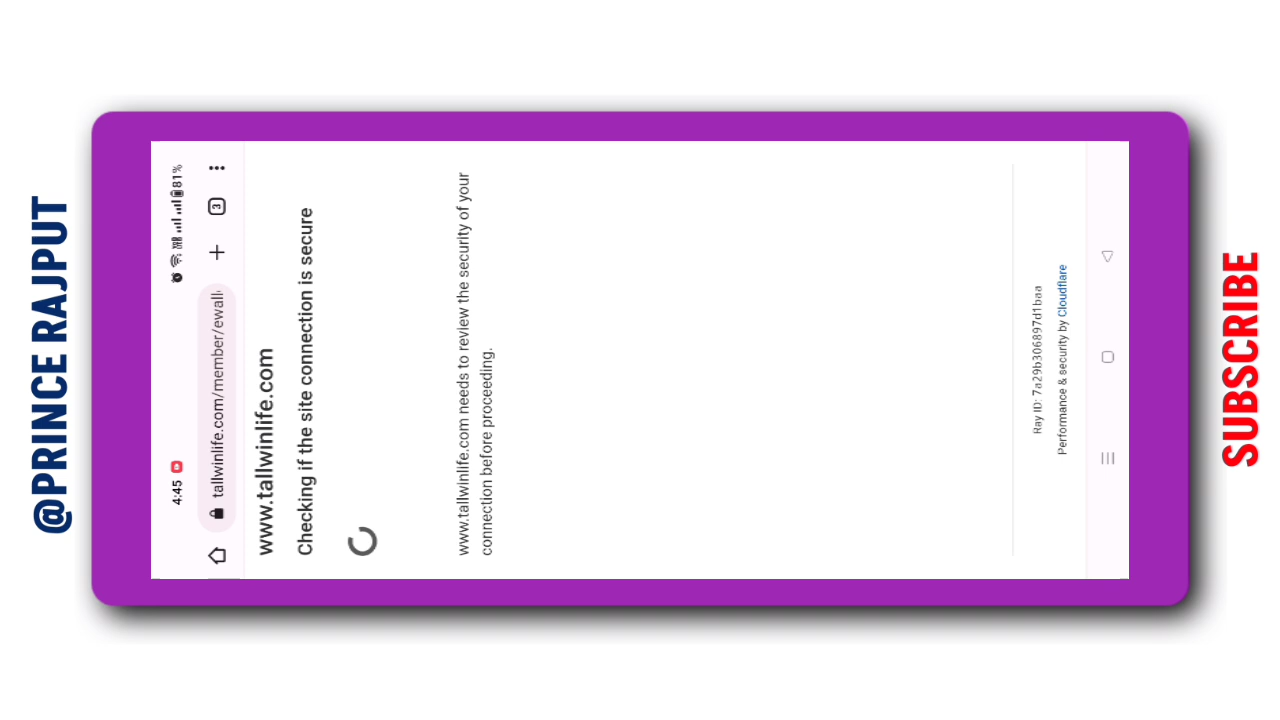 @PRINCE RAJPUT
4:45
81%
tallwinlife.com/member/ewall
3
www.tallwinlife.com
Checking if the site connection is secure
www.tallwinlife.com needs to review the security of your
connection before proceeding.
Ray ID: 7a29b306897d1baa
Performance & security by Cloudflare
SUBSCRIBE